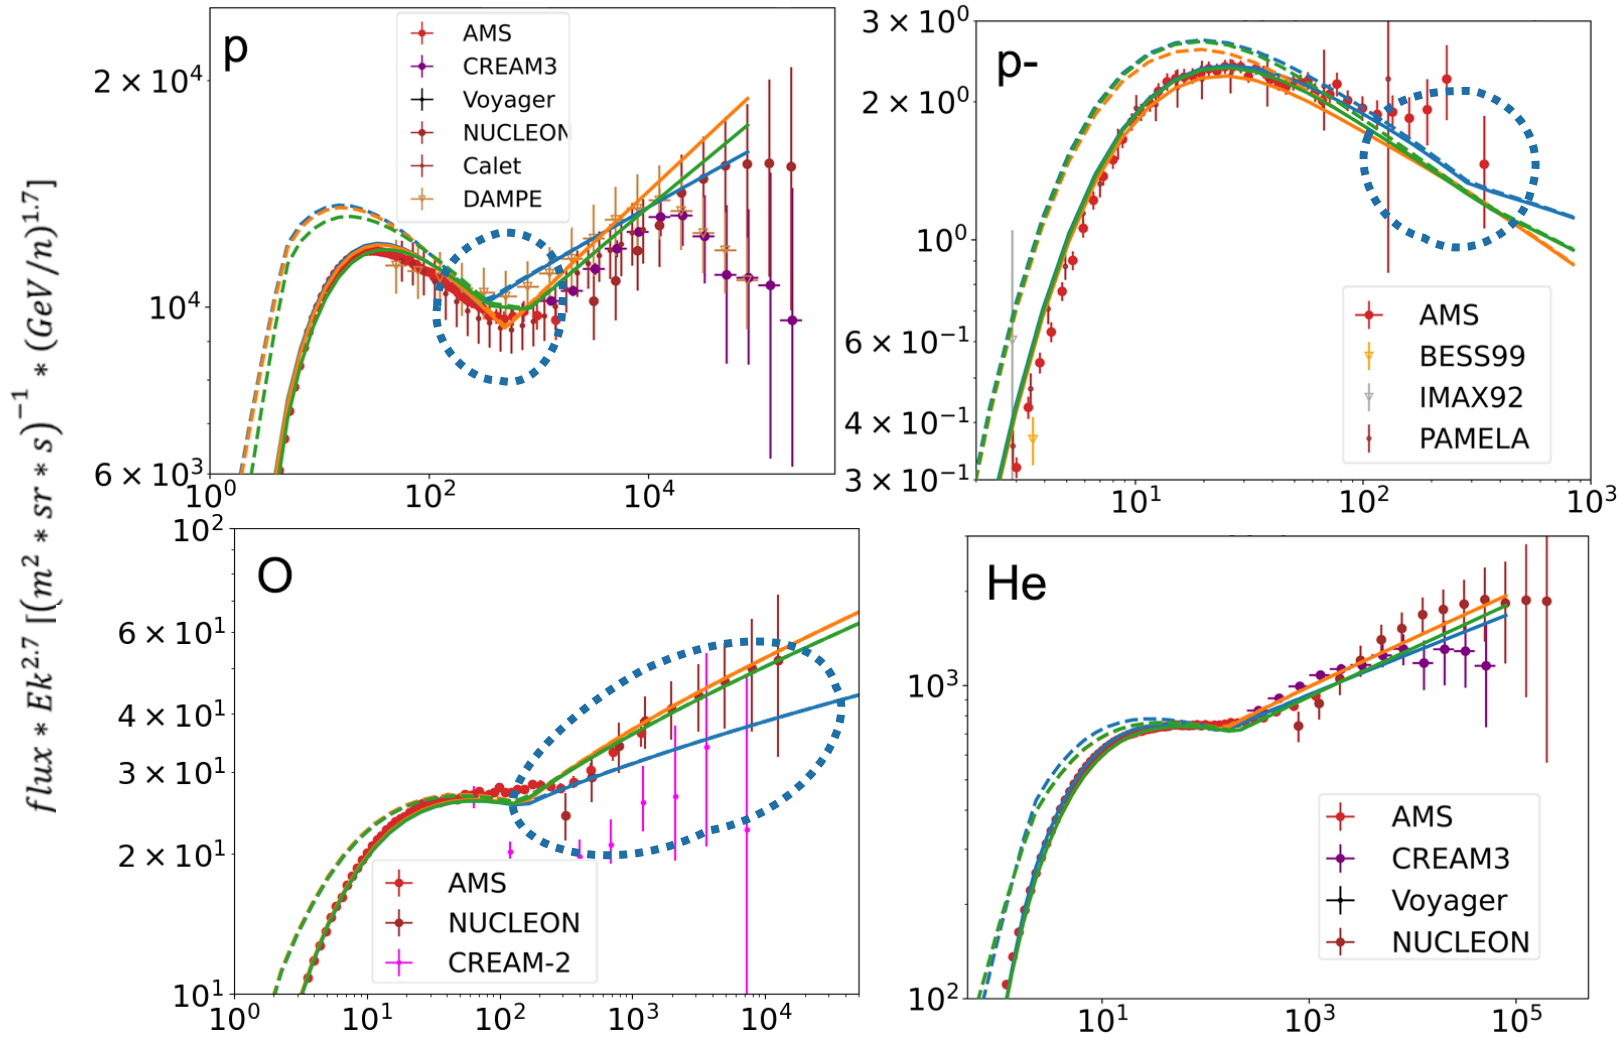 flux * Ek^2.7 [(m^2 * sr * s)^−1 * (GeV/n)^1.7]
p
2 × 10^4
10^4
6 × 10^3
10^0
10^2
10^4
AMS
CREAM3
Voyager
NUCLEON
Calet
DAMPE
p-
3 × 10^0
2 × 10^0
10^0
6 × 10^−1
4 × 10^−1
3 × 10^−1
10^1
10^2
10^3
AMS
BESS99
IMAX92
PAMELA
O
10^2
6 × 10^1
4 × 10^1
3 × 10^1
2 × 10^1
10^1
10^0
10^1
10^2
10^3
10^4
AMS
NUCLEON
CREAM-2
He
10^3
10^2
10^1
10^3
10^5
AMS
CREAM3
Voyager
NUCLEON